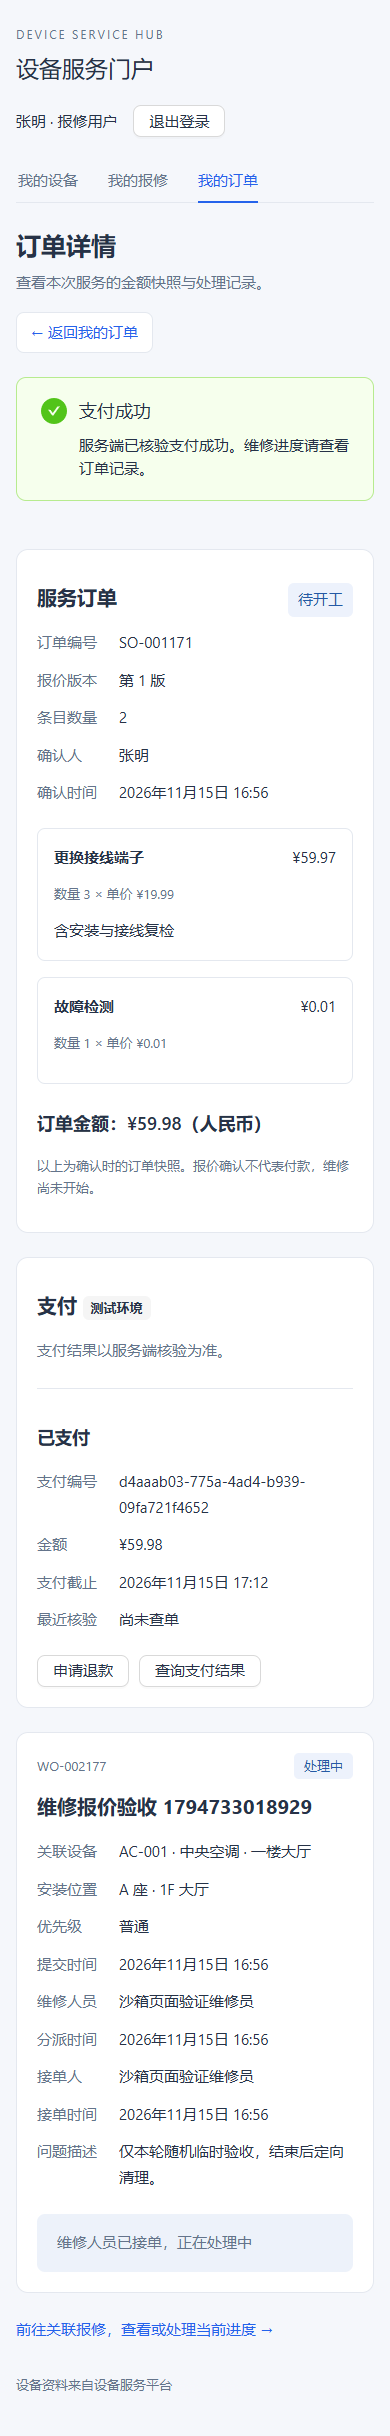 DEVICE SERVICE HUB
设备服务门户
张明 · 报修用户 退出登录
我的设备 我的报修 我的订单
订单详情
查看本次服务的金额快照与处理记录。
← 返回我的订单
支付成功
服务端已核验支付成功。维修进度请查看
订单记录。
服务订单 待开工
订单编号 SO-001171
报价版本 第 1 版
条目数量 2
确认人 张明
确认时间 2026年11月15日 16:56
更换接线端子 ¥59.97
数量 3 × 单价 ¥19.99
含安装与接线复检
故障检测 ¥0.01
数量 1 × 单价 ¥0.01
订单金额：¥59.98（人民币）
以上为确认时的订单快照。报价确认不代表付款，维修
尚未开始。
支付 测试环境
支付结果以服务端核验为准。
已支付
支付编号 d4aaab03-775a-4ad4-b939-
09fa721f4652
金额 ¥59.98
支付截止 2026年11月15日 17:12
最近核验 尚未查单
申请退款 查询支付结果
WO-002177 处理中
维修报价验收 1794733018929
关联设备 AC-001 · 中央空调 · 一楼大厅
安装位置 A 座 · 1F 大厅
优先级 普通
提交时间 2026年11月15日 16:56
维修人员 沙箱页面验证维修员
分派时间 2026年11月15日 16:56
接单人 沙箱页面验证维修员
接单时间 2026年11月15日 16:56
问题描述 仅本轮随机临时验收，结束后定向
清理。
维修人员已接单，正在处理中
前往关联报修，查看或处理当前进度 →
设备资料来自设备服务平台